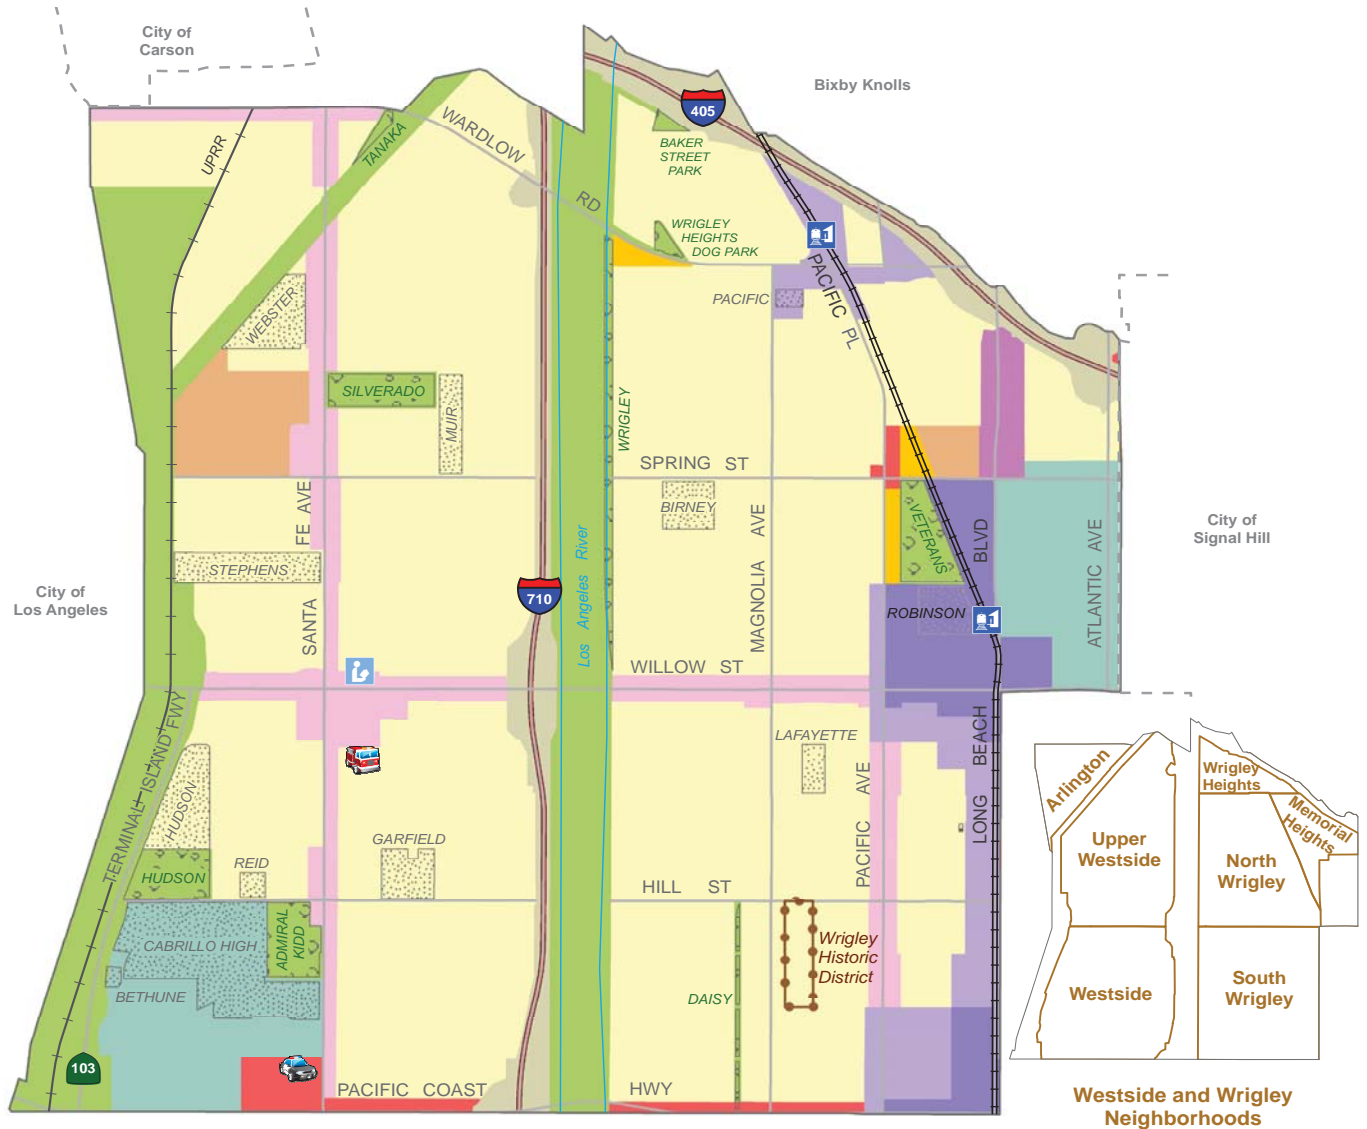 City of
Carson
Bixby Knolls
405
WARDLOW
RD
UPRR
TANAKA
BAKER
STREET
PARK
WRIGLEY
HEIGHTS
DOG PARK
1
PACIFIC PL
PACIFIC
WEBSTER
SILVERADO
MUIR
WRIGLEY
SPRING ST
BIRNEY
SANTA FE AVE
MAGNOLIA AVE
VETERANS
LONG BEACH BLVD
ATLANTIC AVE
City of
Signal Hill
STEPHENS
City of
Los Angeles
710
Los Angeles River
ROBINSON
1
WILLOW ST
TERMINAL ISLAND FWY
LAFAYETTE
PACIFIC AVE
HUDSON
GARFIELD
REID
HUDSON
HILL ST
CABRILLO HIGH
ADMIRAL
KIDD
BETHUNE
Wrigley
Historic
District
DAISY
103
PACIFIC COAST HWY
Arlington
Wrigley
Heights
Memorial
Heights
Upper
Westside
North
Wrigley
Westside
South
Wrigley
Westside and Wrigley
Neighborhoods